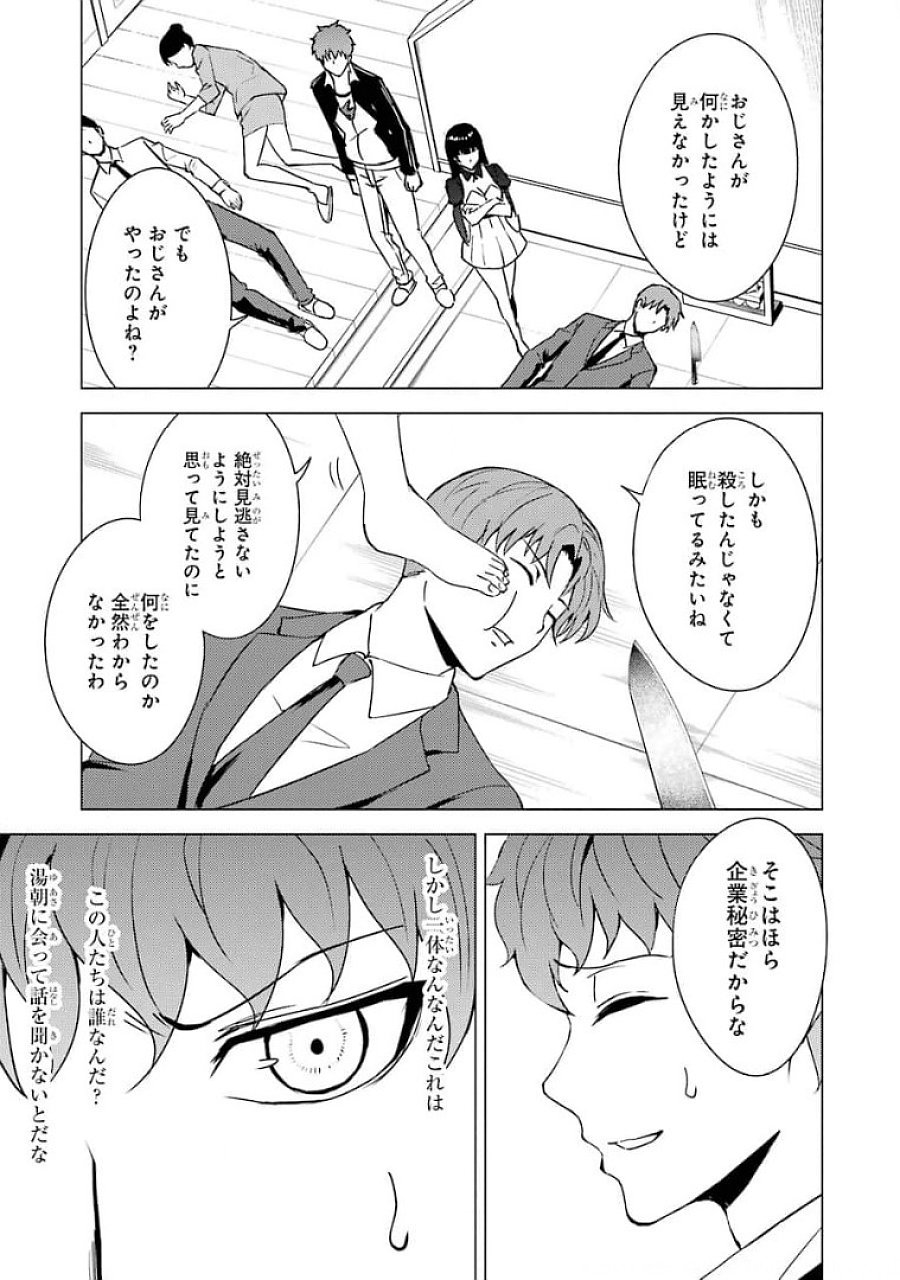 おじさんが
何かしたようには
見えなかったけど
でも
おじさんが
やったのよね?
しかも
殺したんじゃなくて
眠ってるみたいね
絶対見逃さない
ようにしようと
思って見てたのに
何をしたのか
全然わから
なかったわ
そこはほら
企業秘密だからな
しかし一体なんなんだこれは
この人たちは誰なんだ?
湯朝に会って話を聞かないとだな